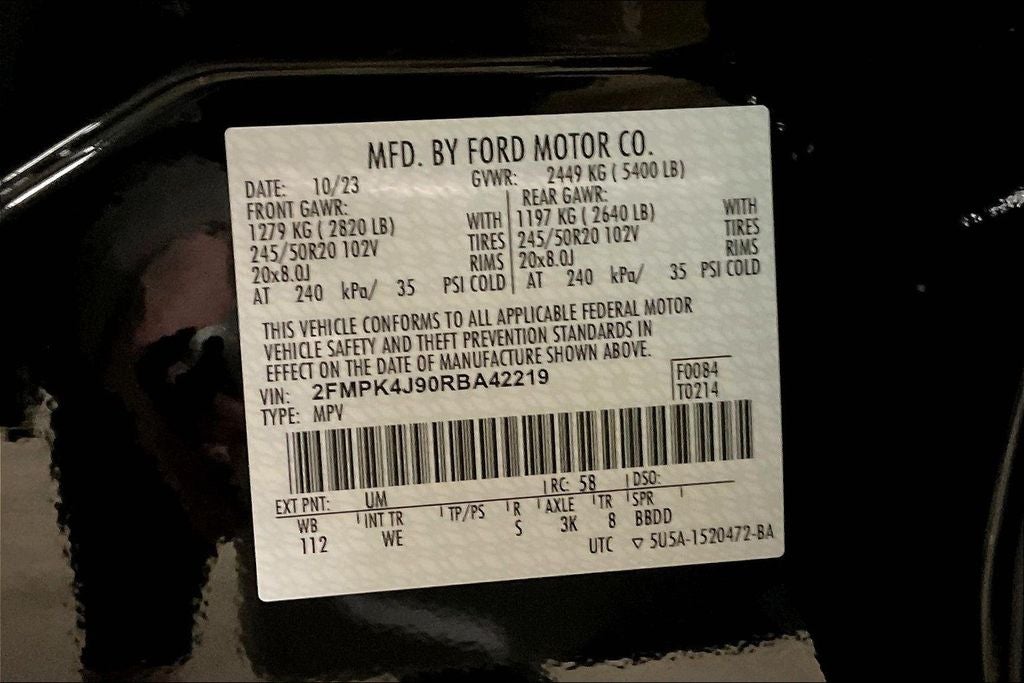 MFD. BY FORD MOTOR CO.
DATE: 10/23 GVWR: 2449 KG ( 5400 LB)
FRONT GAWR: REAR GAWR:
1279 KG ( 2820 LB) WITH 1197 KG ( 2640 LB) WITH
245/50R20 102V TIRES 245/50R20 102V TIRES
20x8.0J RIMS 20x8.0J RIMS
AT 240 kPa/ 35 PSI COLD AT 240 kPa/ 35 PSI COLD
THIS VEHICLE CONFORMS TO ALL APPLICABLE FEDERAL MOTOR
VEHICLE SAFETY AND THEFT PREVENTION STANDARDS IN
EFFECT ON THE DATE OF MANUFACTURE SHOWN ABOVE.
VIN: 2FMPK4J90RBA42219 F0084
TYPE: MPV T0214
EXT PNT: UM RC: 58 DSO:
WB INT TR TP/PS R AXLE TR SPR
112 WE S 3K 8 BBDD
UTC ▽ 5U5A-1520472-BA